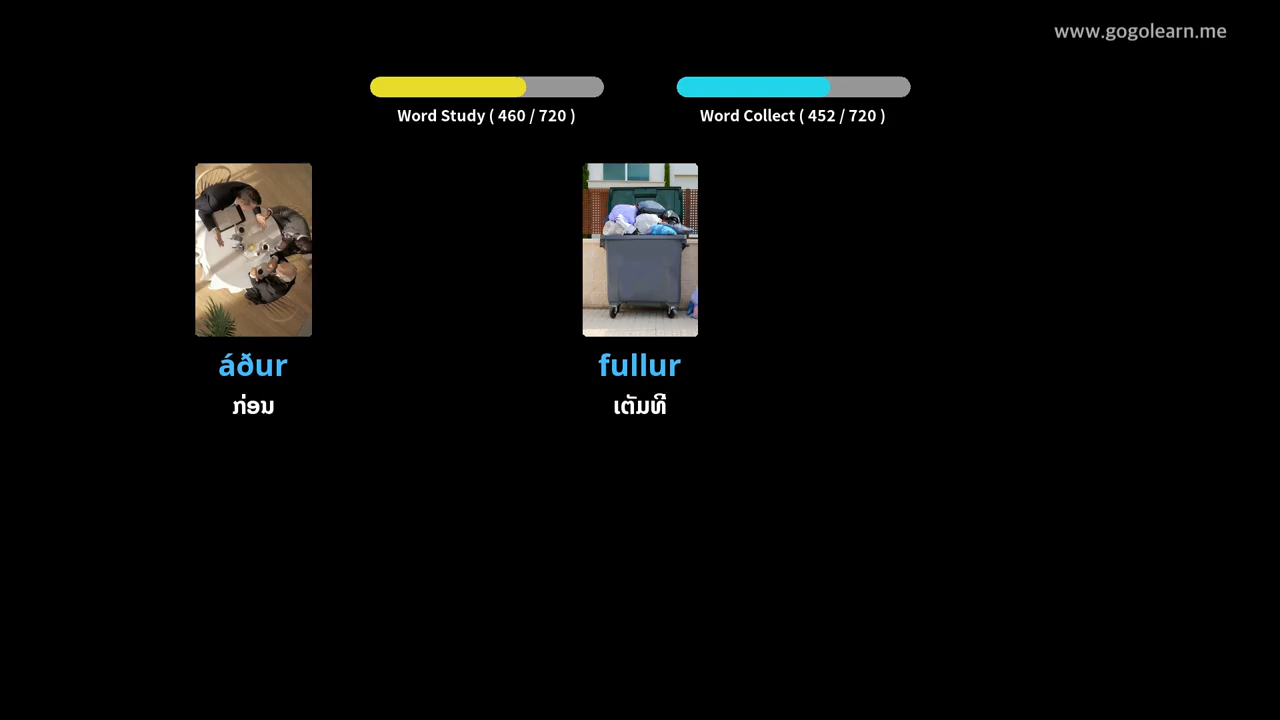 www.gogolearn.me
Word Study ( 460 / 720 )
Word Collect ( 452 / 720 )
áður
fullur
ກ່ອນ
ເຕັມທີ